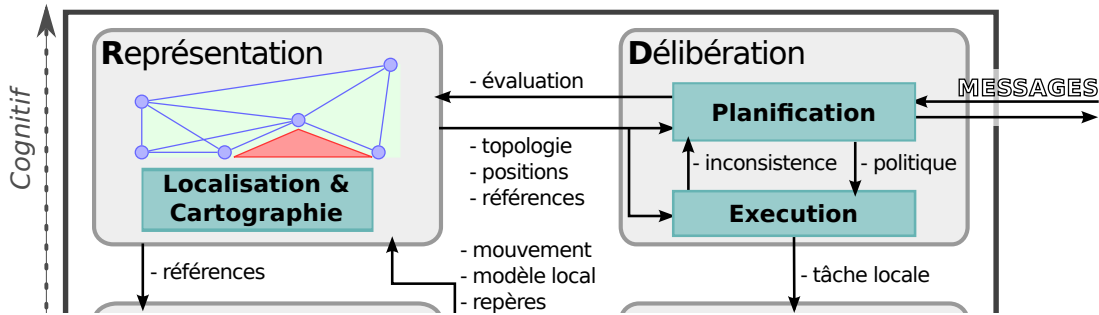 Cognitif
Représentation
Localisation &
Cartographie
- évaluation
- topologie
- positions
- références
Délibération
Planification
- inconsistence
- politique
Execution
MESSAGES
- références
- mouvement
- modèle local
- repères
- tâche locale